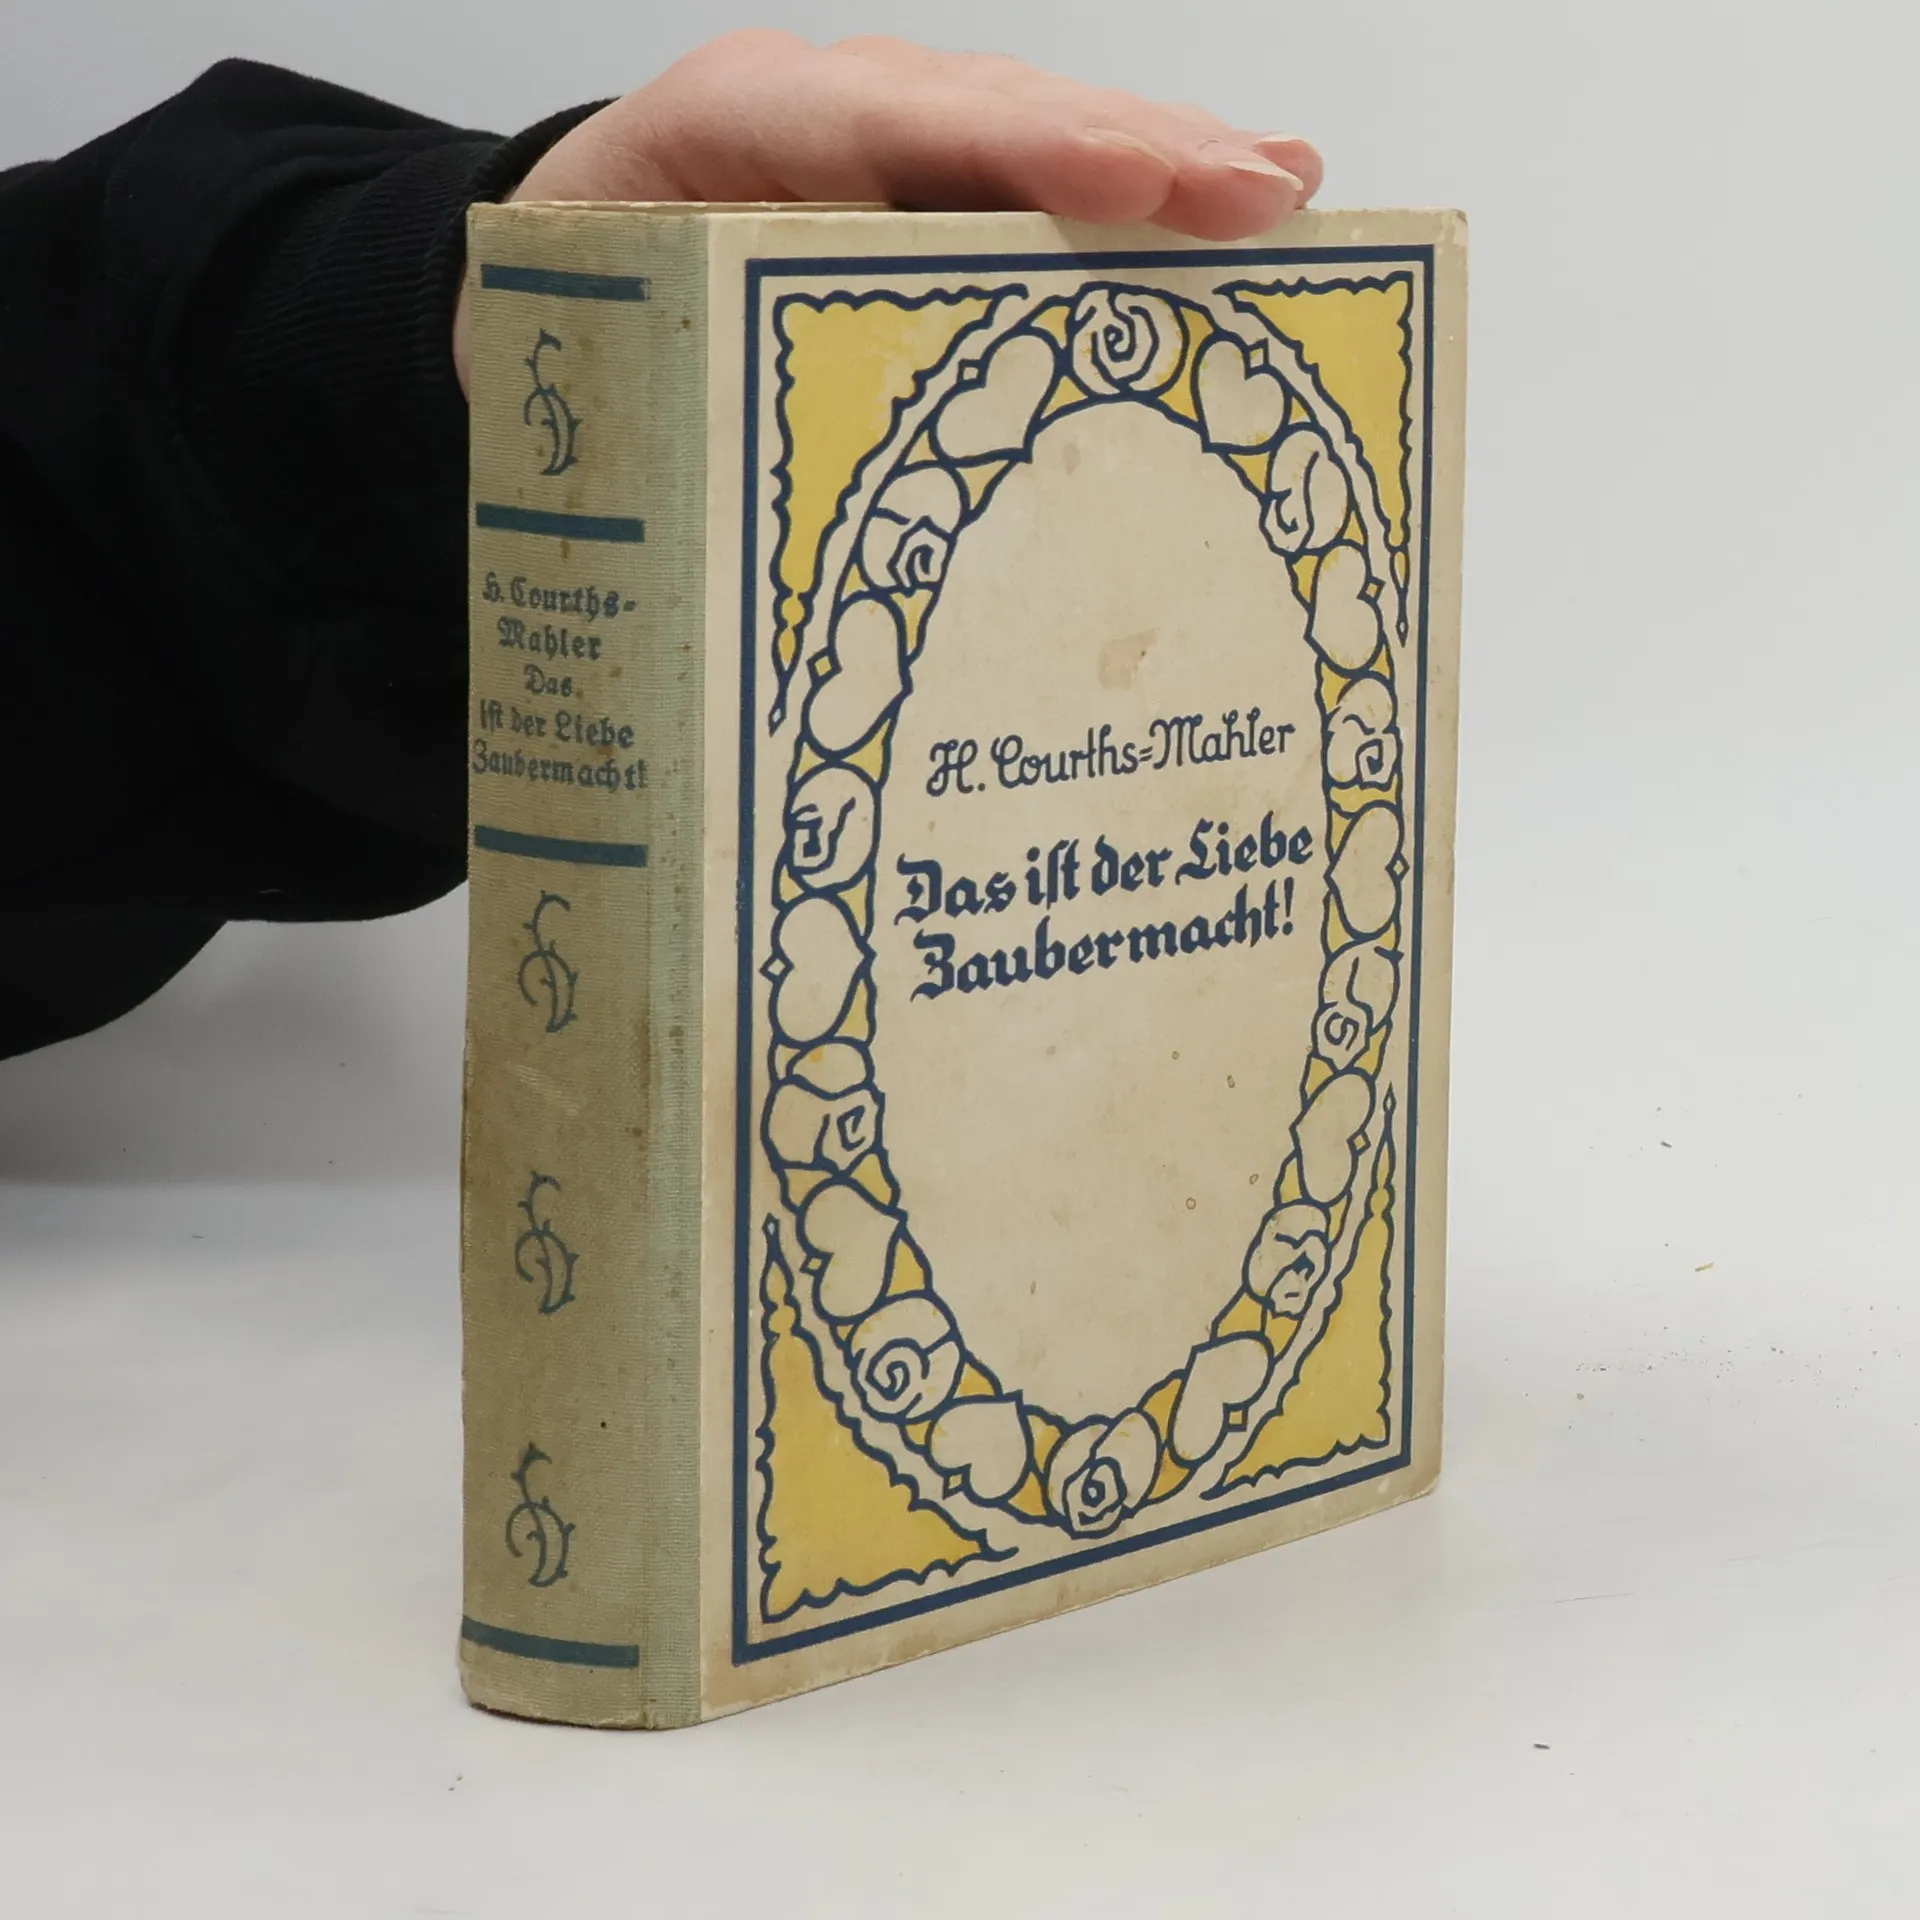 H. Courths-
Mahler
Das
ist der Liebe
Zaubermacht!
H. Courths=Mahler
Das ist der Liebe
Zaubermacht!